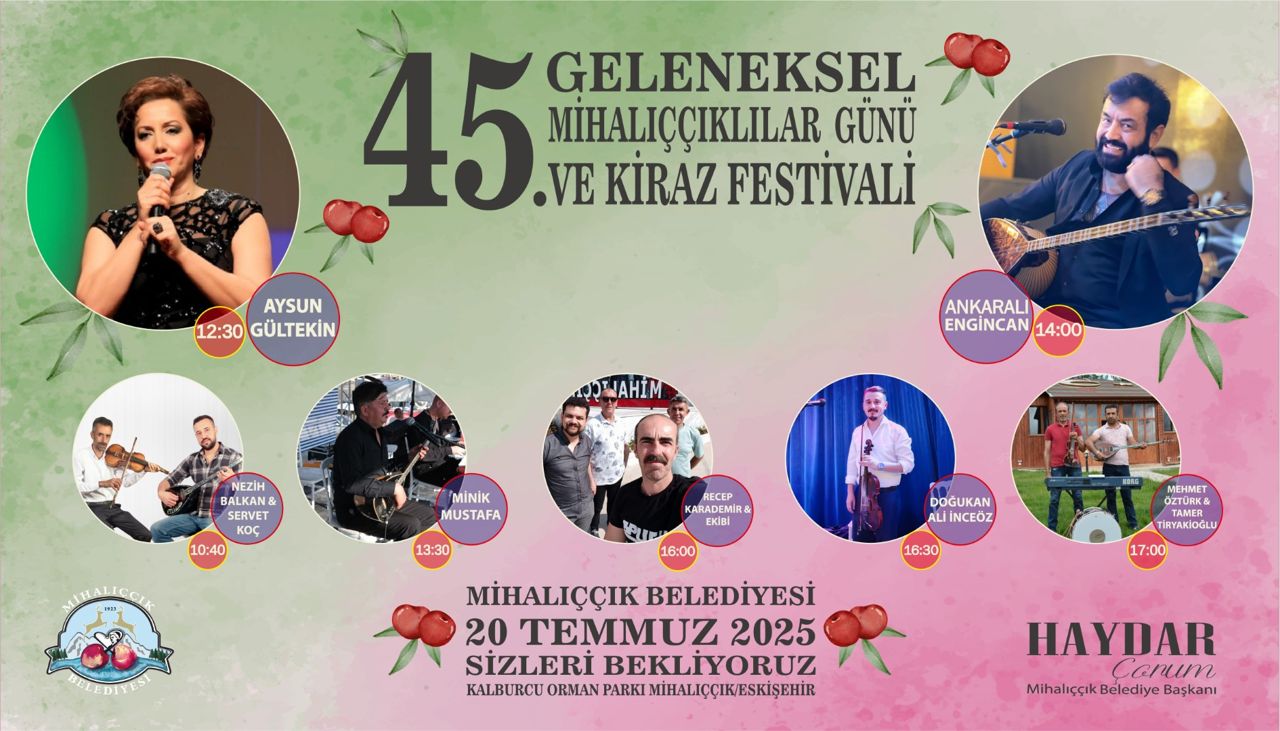 45.
GELENEKSEL
MİHALIÇÇIKLILAR GÜNÜ
VE KİRAZ FESTİVALİ
12:30
AYSUN
GÜLTEKİN
ANKARALI
ENGİNCAN
14:00
NEZİH
BALKAN &
SERVET
KOÇ
10:40
MİNİK
MUSTAFA
13:30
RECEP
KARADEMİR &
EKİBİ
16:00
DOĞUKAN
ALİ İNCEÖZ
16:30
KORG
MEHMET
ÖZTÜRK &
TAMER
TİRYAKİOĞLU
17:00
MİHALIÇÇIK
1923
BELEDİYESİ
MİHALIÇÇIK BELEDİYESİ
20 TEMMUZ 2025
SİZLERİ BEKLİYORUZ
KALBURCU ORMAN PARKI MİHALIÇÇIK/ESKİŞEHİR
HAYDAR
Çorum
Mihalıççık Belediye Başkanı